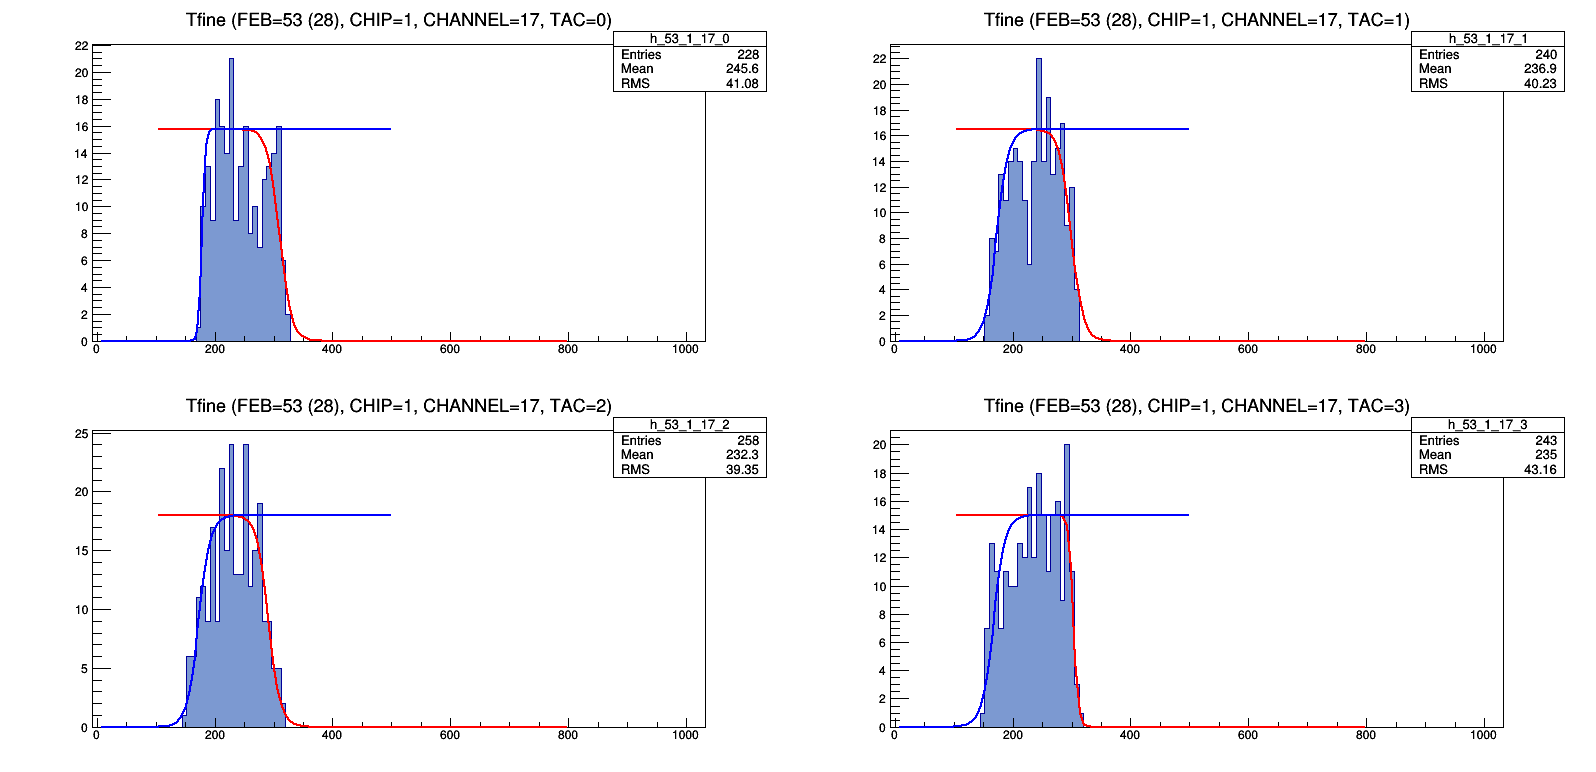 Tfine (FEB=53 (28), CHIP=1, CHANNEL=17, TAC=0)
h_53_1_17_0
Entries 228
Mean 245.6
RMS 41.08
22
20
18
16
14
12
10
8
6
4
2
0
0 200 400 600 800 1000
Tfine (FEB=53 (28), CHIP=1, CHANNEL=17, TAC=1)
h_53_1_17_1
Entries 240
Mean 236.9
RMS 40.23
22
20
18
16
14
12
10
8
6
4
2
0
0 200 400 600 800 1000
Tfine (FEB=53 (28), CHIP=1, CHANNEL=17, TAC=2)
h_53_1_17_2
Entries 258
Mean 232.3
RMS 39.35
25
20
15
10
5
0
0 200 400 600 800 1000
Tfine (FEB=53 (28), CHIP=1, CHANNEL=17, TAC=3)
h_53_1_17_3
Entries 243
Mean 235
RMS 43.16
20
18
16
14
12
10
8
6
4
2
0
0 200 400 600 800 1000